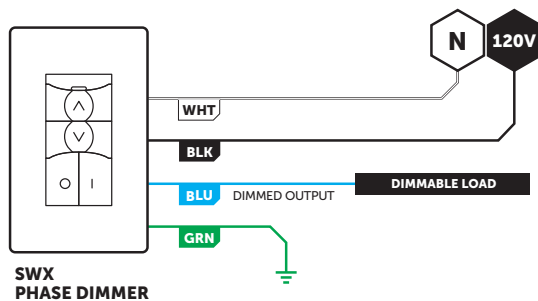 N
120V
WHT
BLK
BLU DIMMED OUTPUT
DIMMABLE LOAD
GRN
SWX
PHASE DIMMER